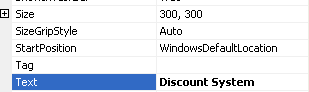 Size 300, 300
SizeGripStyle Auto
StartPosition WindowsDefaultLocation
Tag
Text Discount System